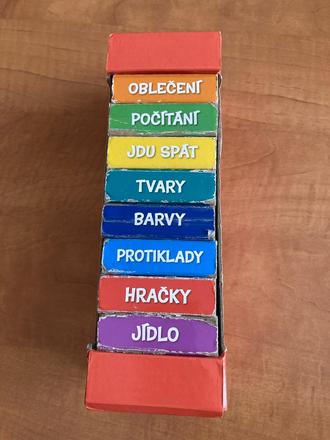 OBLEČENÍ
POČÍTÁNÍ
JDU SPÁT
TVARY
BARVY
PROTIKLADY
HRAČKY
JÍDLO